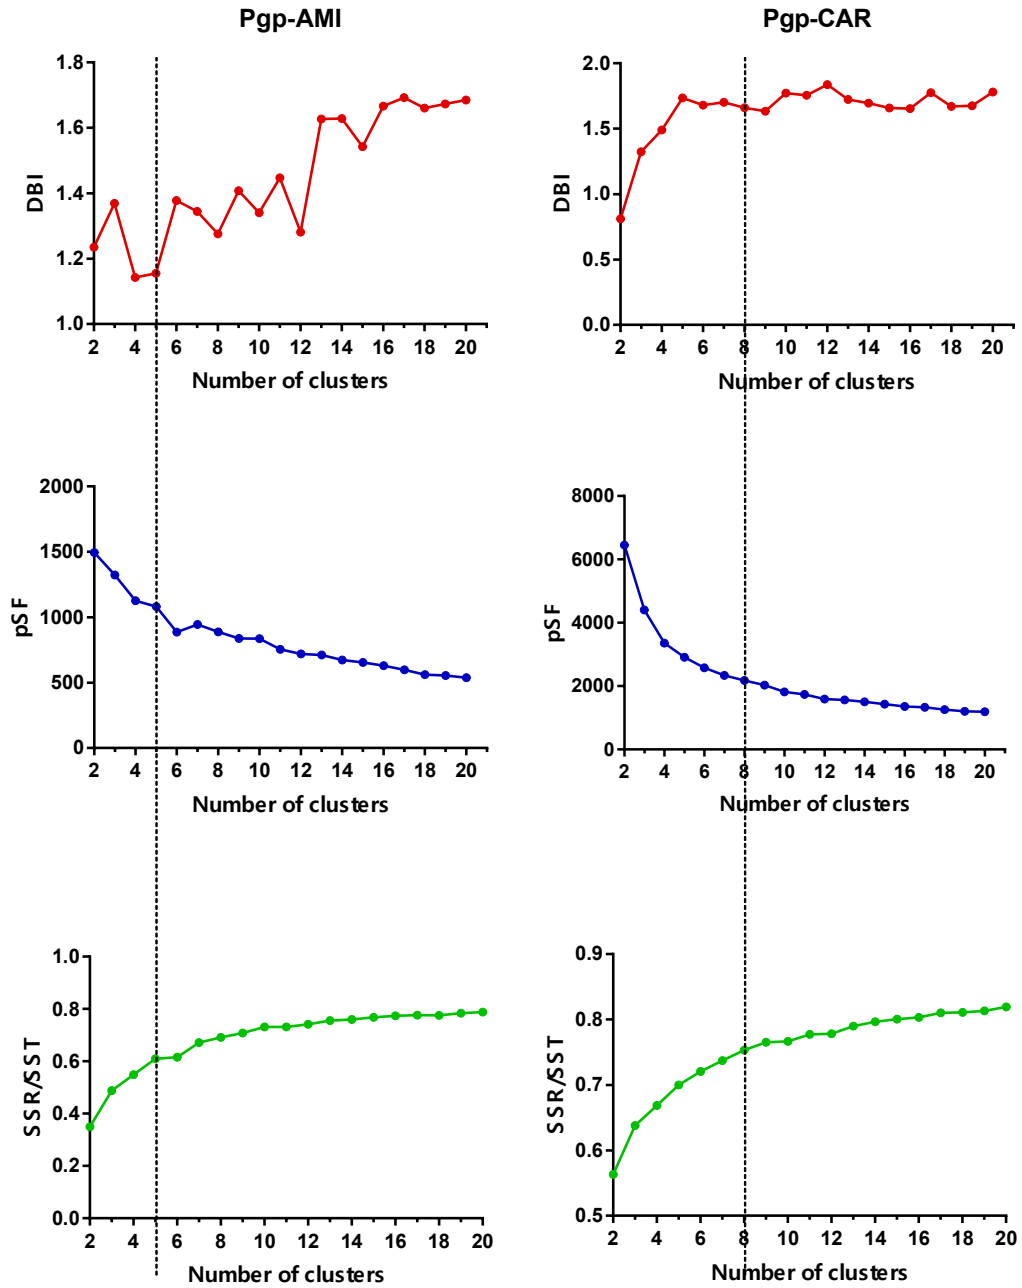 Pgp-AMI
Pgp-CAR
DBI
1.8
1.6
1.4
1.2
1.0
2 4 6 8 10 12 14 16 18 20
Number of clusters
DBI
2.0
1.5
1.0
0.5
0.0
2 4 6 8 10 12 14 16 18 20
Number of clusters
pSF
2000
1500
1000
500
0
2 4 6 8 10 12 14 16 18 20
Number of clusters
pSF
8000
6000
4000
2000
0
2 4 6 8 10 12 14 16 18 20
Number of clusters
SSR/SST
1.0
0.8
0.6
0.4
0.2
0.0
2 4 6 8 10 12 14 16 18 20
Number of clusters
SSR/SST
0.9
0.8
0.7
0.6
0.5
2 4 6 8 10 12 14 16 18 20
Number of clusters